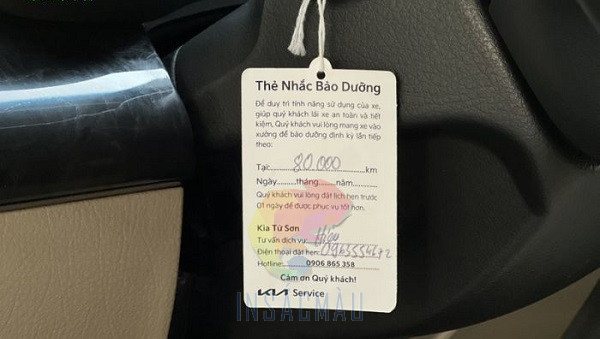 Thẻ Nhắc Bảo Dưỡng
Để duy trì tính năng sử dụng của xe,
giúp quý khách lái xe an toàn và tiết
kiệm, Quý khách vui lòng mang xe vào
xưởng để bảo dưỡng định kỳ lần tiếp
theo:
Tại:..........80.000..........km
Ngày..........tháng..........năm..........
Quý khách vui lòng đặt lịch hẹn trước
01 ngày để được phục vụ tốt hơn.
Kia Từ Sơn
Tư vấn dịch vụ: Hiếu
Điện thoại đặt hẹn:
Hotline:..........0906 865 358
Cảm ơn Quý khách!
KIA Service
INSACMAU